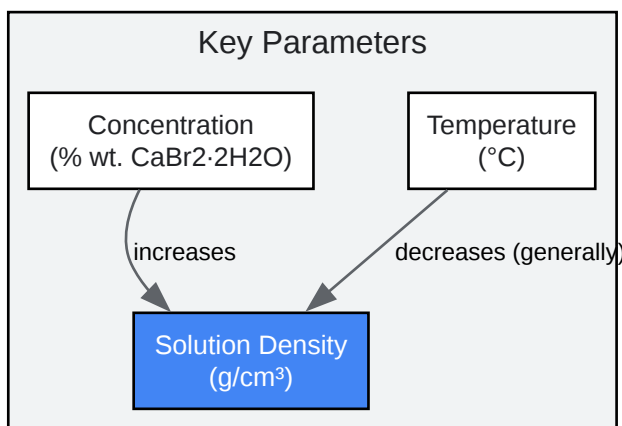 Key Parameters
Concentration
(% wt. CaBr2·2H2O)
Temperature
(°C)
increases
decreases (generally)
Solution Density
(g/cm³)